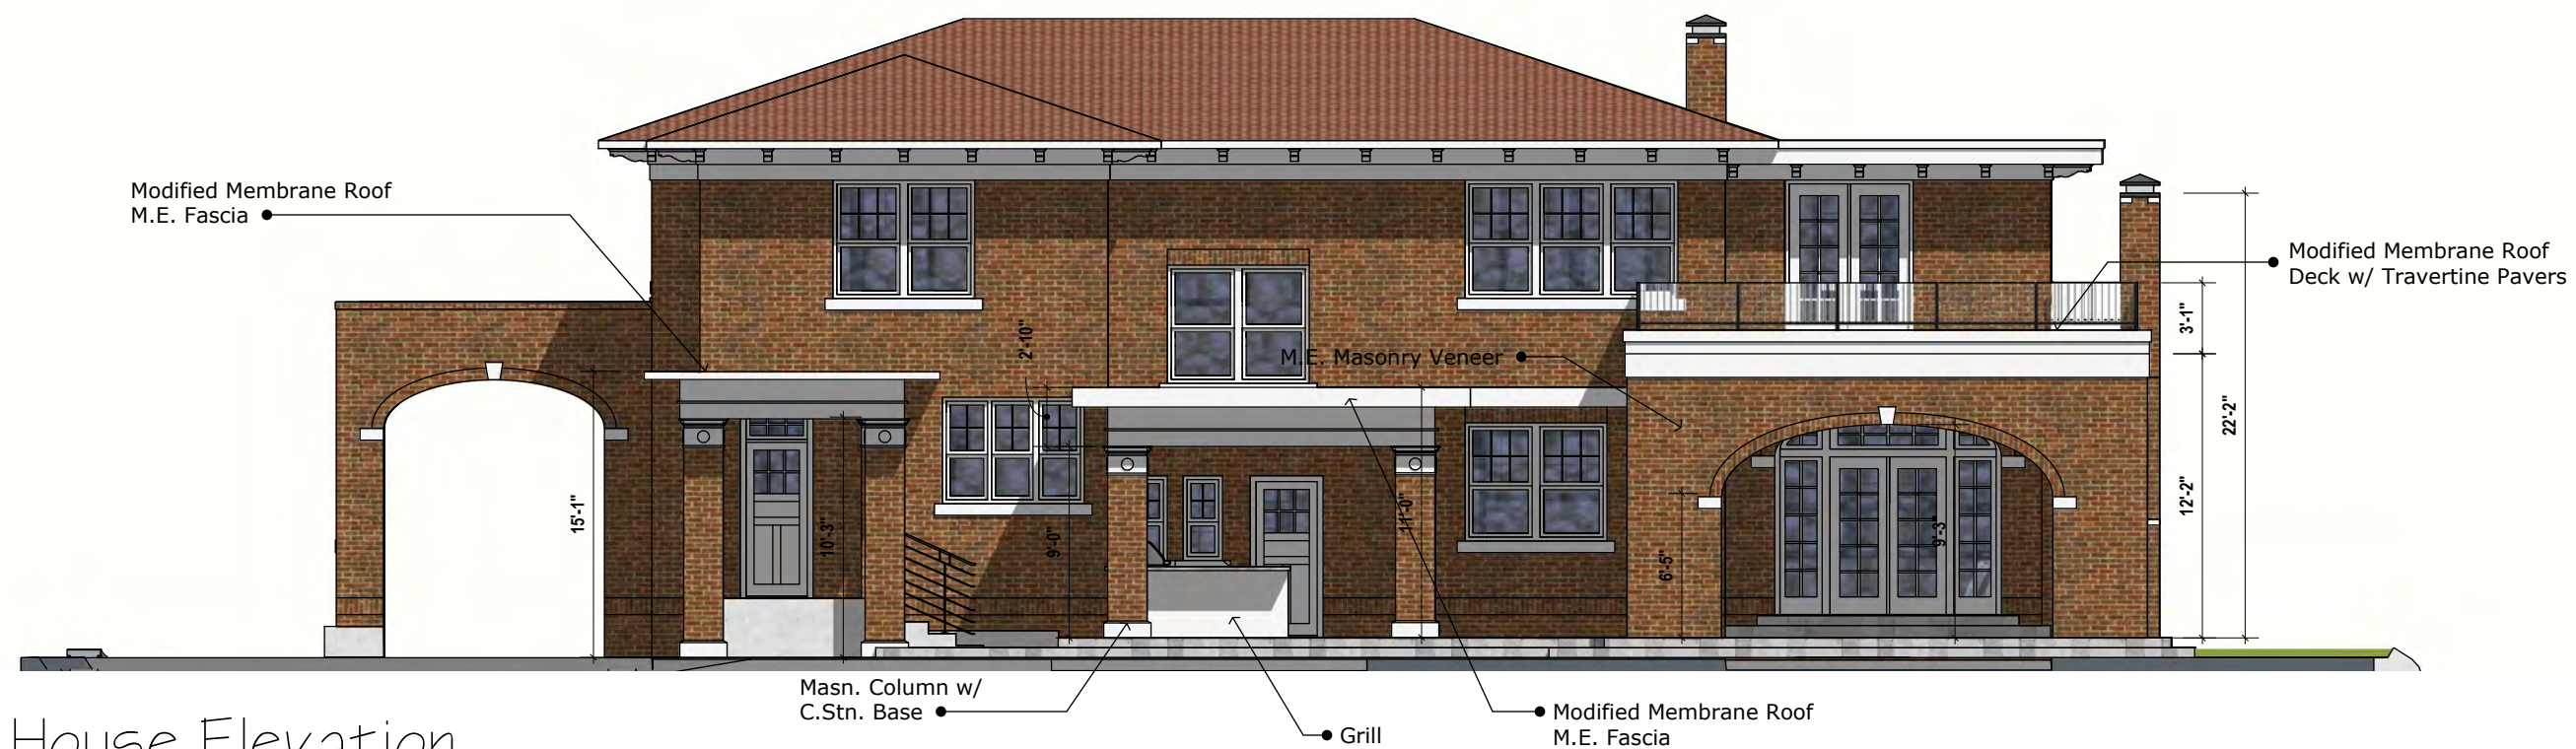 Modified Membrane Roof
M.E. Fascia
Modified Membrane Roof
Deck w/ Travertine Pavers
2'-10"
3'-1"
M.E. Masonry Veneer
22'-2"
15'-1"
10'-3"
9'-0"
11'-0"
6'-5"
9'-3"
12'-2"
Masn. Column w/
C.Stn. Base
Grill
Modified Membrane Roof
M.E. Fascia
House Elevation